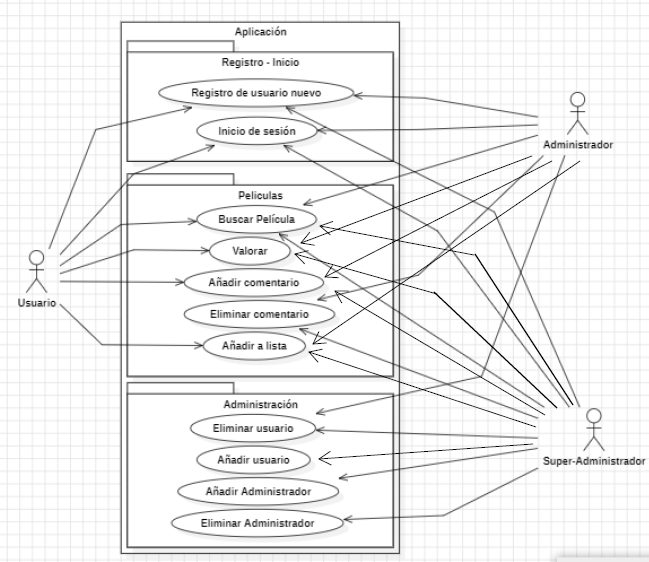 Aplicación
Registro - Inicio
Registro de usuario nuevo
Inicio de sesión
Administrador
Peliculas
Buscar Película
Valorar
Añadir comentario
Usuario
Eliminar comentario
Añadir a lista
Administración
Eliminar usuario
Añadir usuario
Super-Administrador
Añadir Administrador
Eliminar Administrador